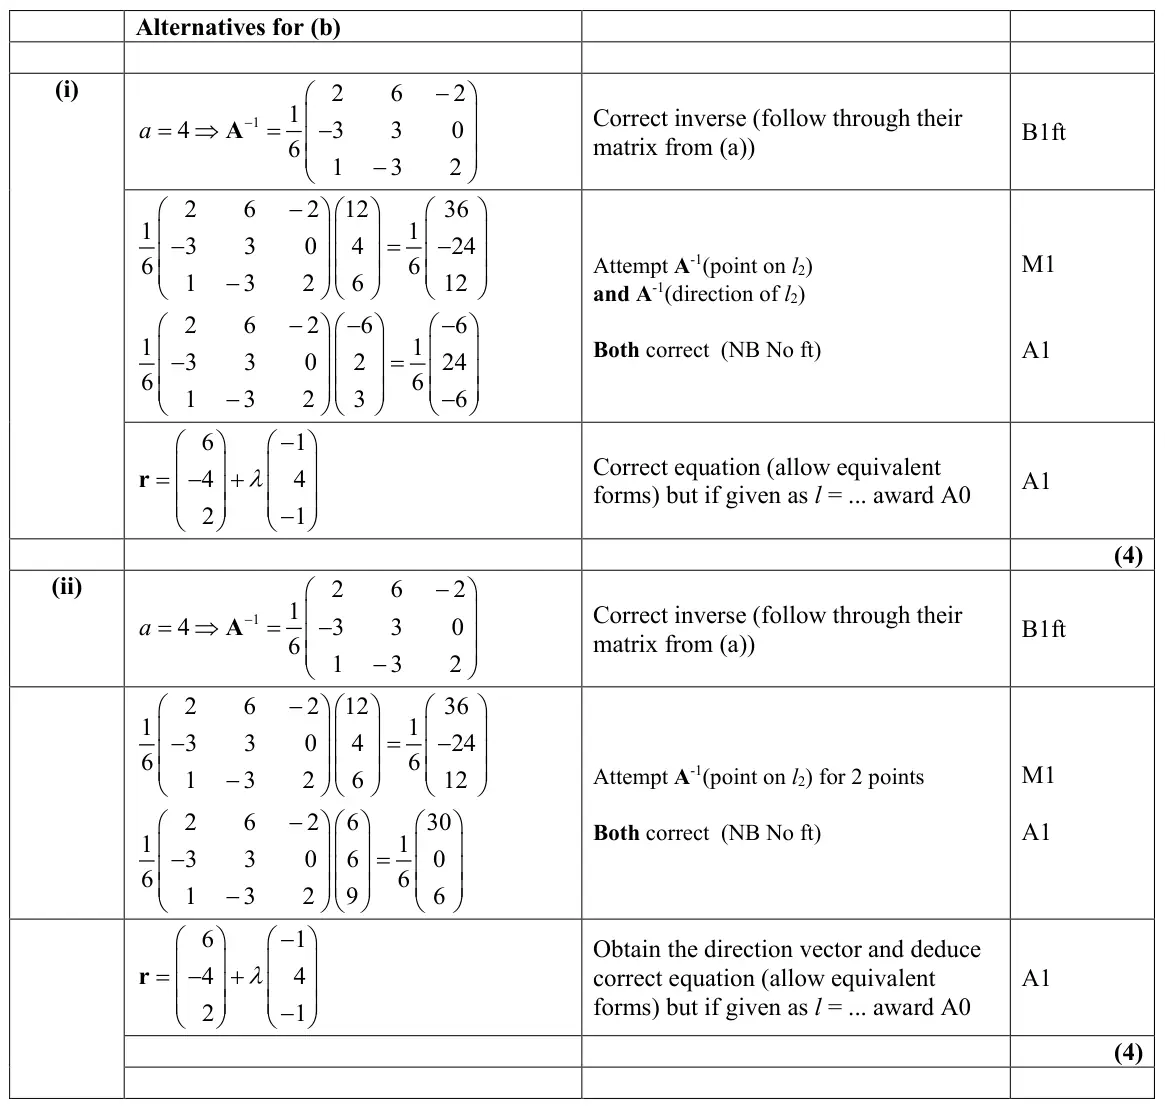 Alternatives for (b)
(i)
a = 4 ⇒ A⁻¹ = 1/6 ( 2 6 −2 ; −3 3 0 ; 1 −3 2 )
Correct inverse (follow through their
matrix from (a))
B1ft
1/6 ( 2 6 −2 ; −3 3 0 ; 1 −3 2 ) ( 12 ; 4 ; 6 ) = 1/6 ( 36 ; −24 ; 12 )
1/6 ( 2 6 −2 ; −3 3 0 ; 1 −3 2 ) ( −6 ; 2 ; 3 ) = 1/6 ( −6 ; 24 ; −6 )
Attempt A⁻¹(point on l₂)
and A⁻¹(direction of l₂)
Both correct (NB No ft)
M1
A1
r = ( 6 ; −4 ; 2 ) + λ ( −1 ; 4 ; −1 )
Correct equation (allow equivalent
forms) but if given as l = ... award A0
A1
(4)
(ii)
a = 4 ⇒ A⁻¹ = 1/6 ( 2 6 −2 ; −3 3 0 ; 1 −3 2 )
Correct inverse (follow through their
matrix from (a))
B1ft
1/6 ( 2 6 −2 ; −3 3 0 ; 1 −3 2 ) ( 12 ; 4 ; 6 ) = 1/6 ( 36 ; −24 ; 12 )
1/6 ( 2 6 −2 ; −3 3 0 ; 1 −3 2 ) ( 6 ; 6 ; 9 ) = 1/6 ( 30 ; 0 ; 6 )
Attempt A⁻¹(point on l₂) for 2 points
Both correct (NB No ft)
M1
A1
r = ( 6 ; −4 ; 2 ) + λ ( −1 ; 4 ; −1 )
Obtain the direction vector and deduce
correct equation (allow equivalent
forms) but if given as l = ... award A0
A1
(4)